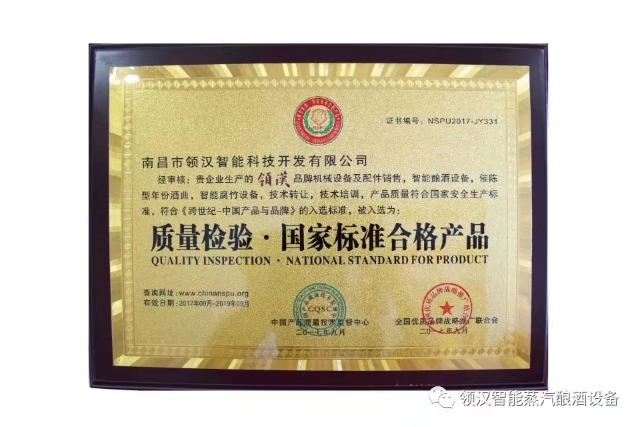 证书编号：NSPU2017-JY331
南昌市领汉智能科技开发有限公司
经审核：贵企业生产的 领漢 品牌机械设备及配件销售，智能酿酒设备，催陈
型年份酒曲，智能腐竹设备，技术转让，技术培训，产品质量符合国家安全生产标
准，符合《跨世纪-中国产品与品牌》的入选标准，被入选为：
质量检验·国家标准合格产品
QUALITY INSPECTION · NATIONAL STANDARD FOR PRODUCT
查询网址：www.chinanspu.org
有效日期：2017年09月-2019年09月
CQSC
中国产品质量技术监督中心
二〇一七年九月
全国优质品牌战略推广联合会
二〇一七年九月
领汉智能蒸汽酿酒设备